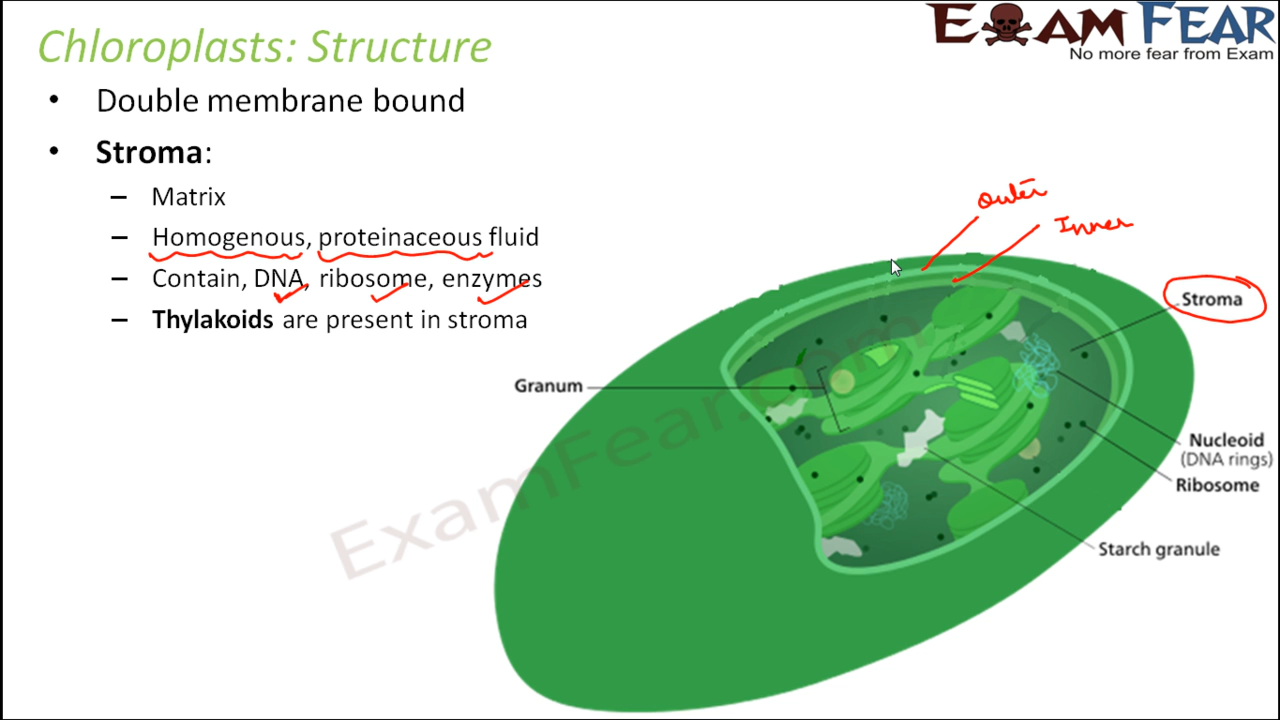 Chloroplasts: Structure
EXAM FEAR
No more fear from Exam
• Double membrane bound
• Stroma:
– Matrix
– Homogenous, proteinaceous fluid
– Contain, DNA, ribosome, enzymes
– Thylakoids are present in stroma
Outer
Inner
Stroma
Granum
Nucleoid
(DNA rings)
Ribosome
Starch granule
ExamFear.com